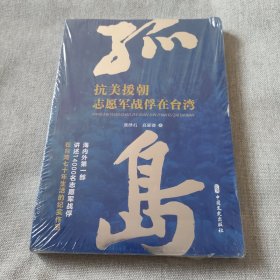 孤島
抗美援朝
志愿军战俘在台湾
海内外第一部
讲述14000名志愿军战俘
在台湾七十年生活的纪实作品
中国文史出版社